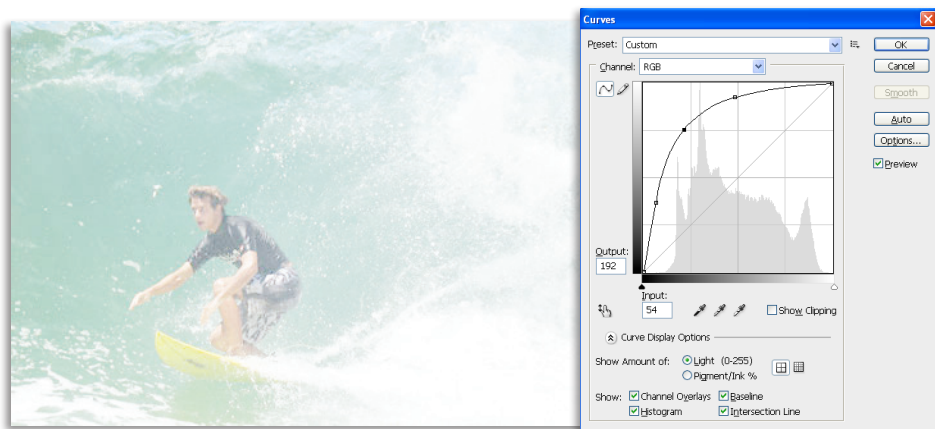 Curves
Preset: Custom
OK
Channel: RGB
Cancel
Smooth
Auto
Options...
Preview
Output:
192
Input:
54
Show Clipping
Curve Display Options
Show Amount of: Light (0-255)
Pigment/Ink %
Show: Channel Overlays Baseline
Histogram Intersection Line